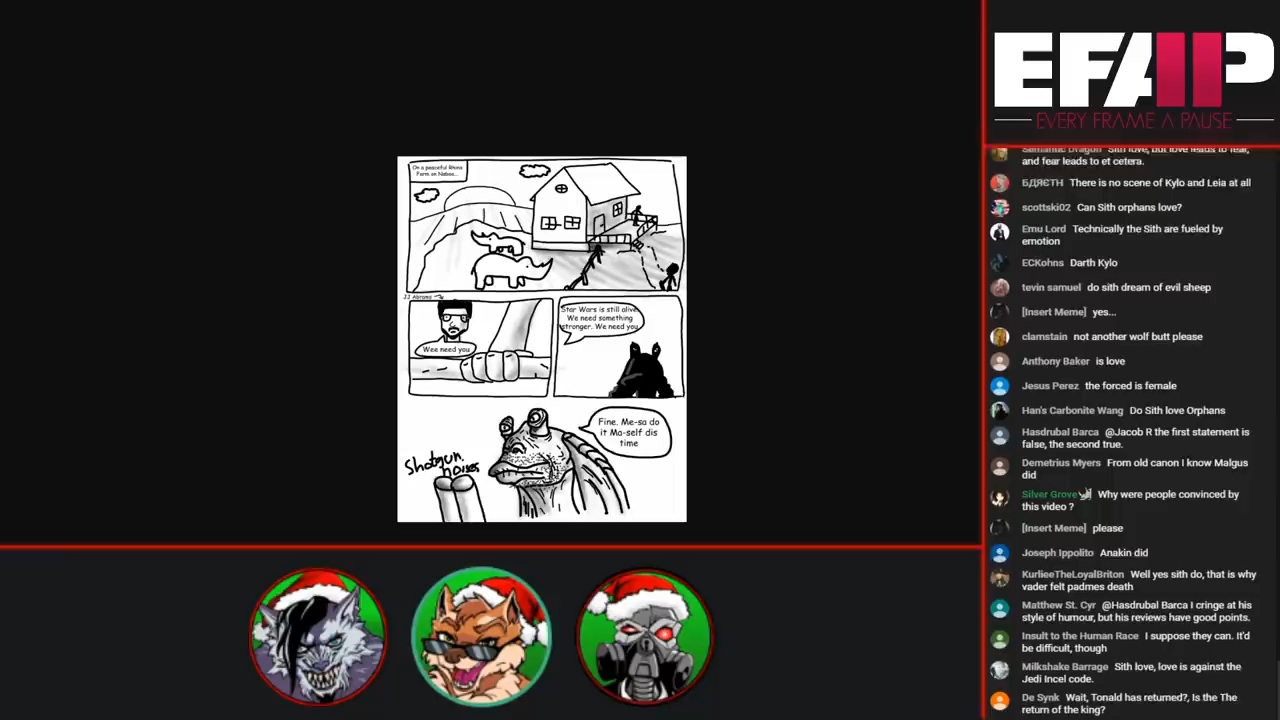 EFAP
EVERY FRAME A PAUSE
On a peaceful Rhino
Farm on Naboo...
JJ Abrams
Wee need you
Star Wars is still alive.
We need something
stronger. We need you
Fine. Me-sa do
it Ma-self dis
time
Shotgun
noises
Semantic Dragon Sith love, but love leads to fear,
and fear leads to et cetera.
БДЯЄTH There is no scene of Kylo and Leia at all
scottski02 Can Sith orphans love?
Emu Lord Technically the Sith are fueled by
emotion
ECKohns Darth Kylo
tevin samuel do sith dream of evil sheep
[Insert Meme] yes...
clamstain not another wolf butt please
Anthony Baker is love
Jesus Perez the forced is female
Han's Carbonite Wang Do Sith love Orphans
Hasdrubal Barca @Jacob R the first statement is
false, the second true.
Demetrius Myers From old canon I know Malgus
did
Silver Grove Why were people convinced by
this video ?
[Insert Meme] please
Joseph Ippolito Anakin did
KurlieeTheLoyalBriton Well yes sith do, that is why
vader felt padmes death
Matthew St. Cyr @Hasdrubal Barca I cringe at his
style of humour, but his reviews have good points.
Insult to the Human Race I suppose they can. It'd
be difficult, though
Milkshake Barrage Sith love, love is against the
Jedi Incel code.
De Synk Wait, Tonald has returned?, Is the The
return of the king?